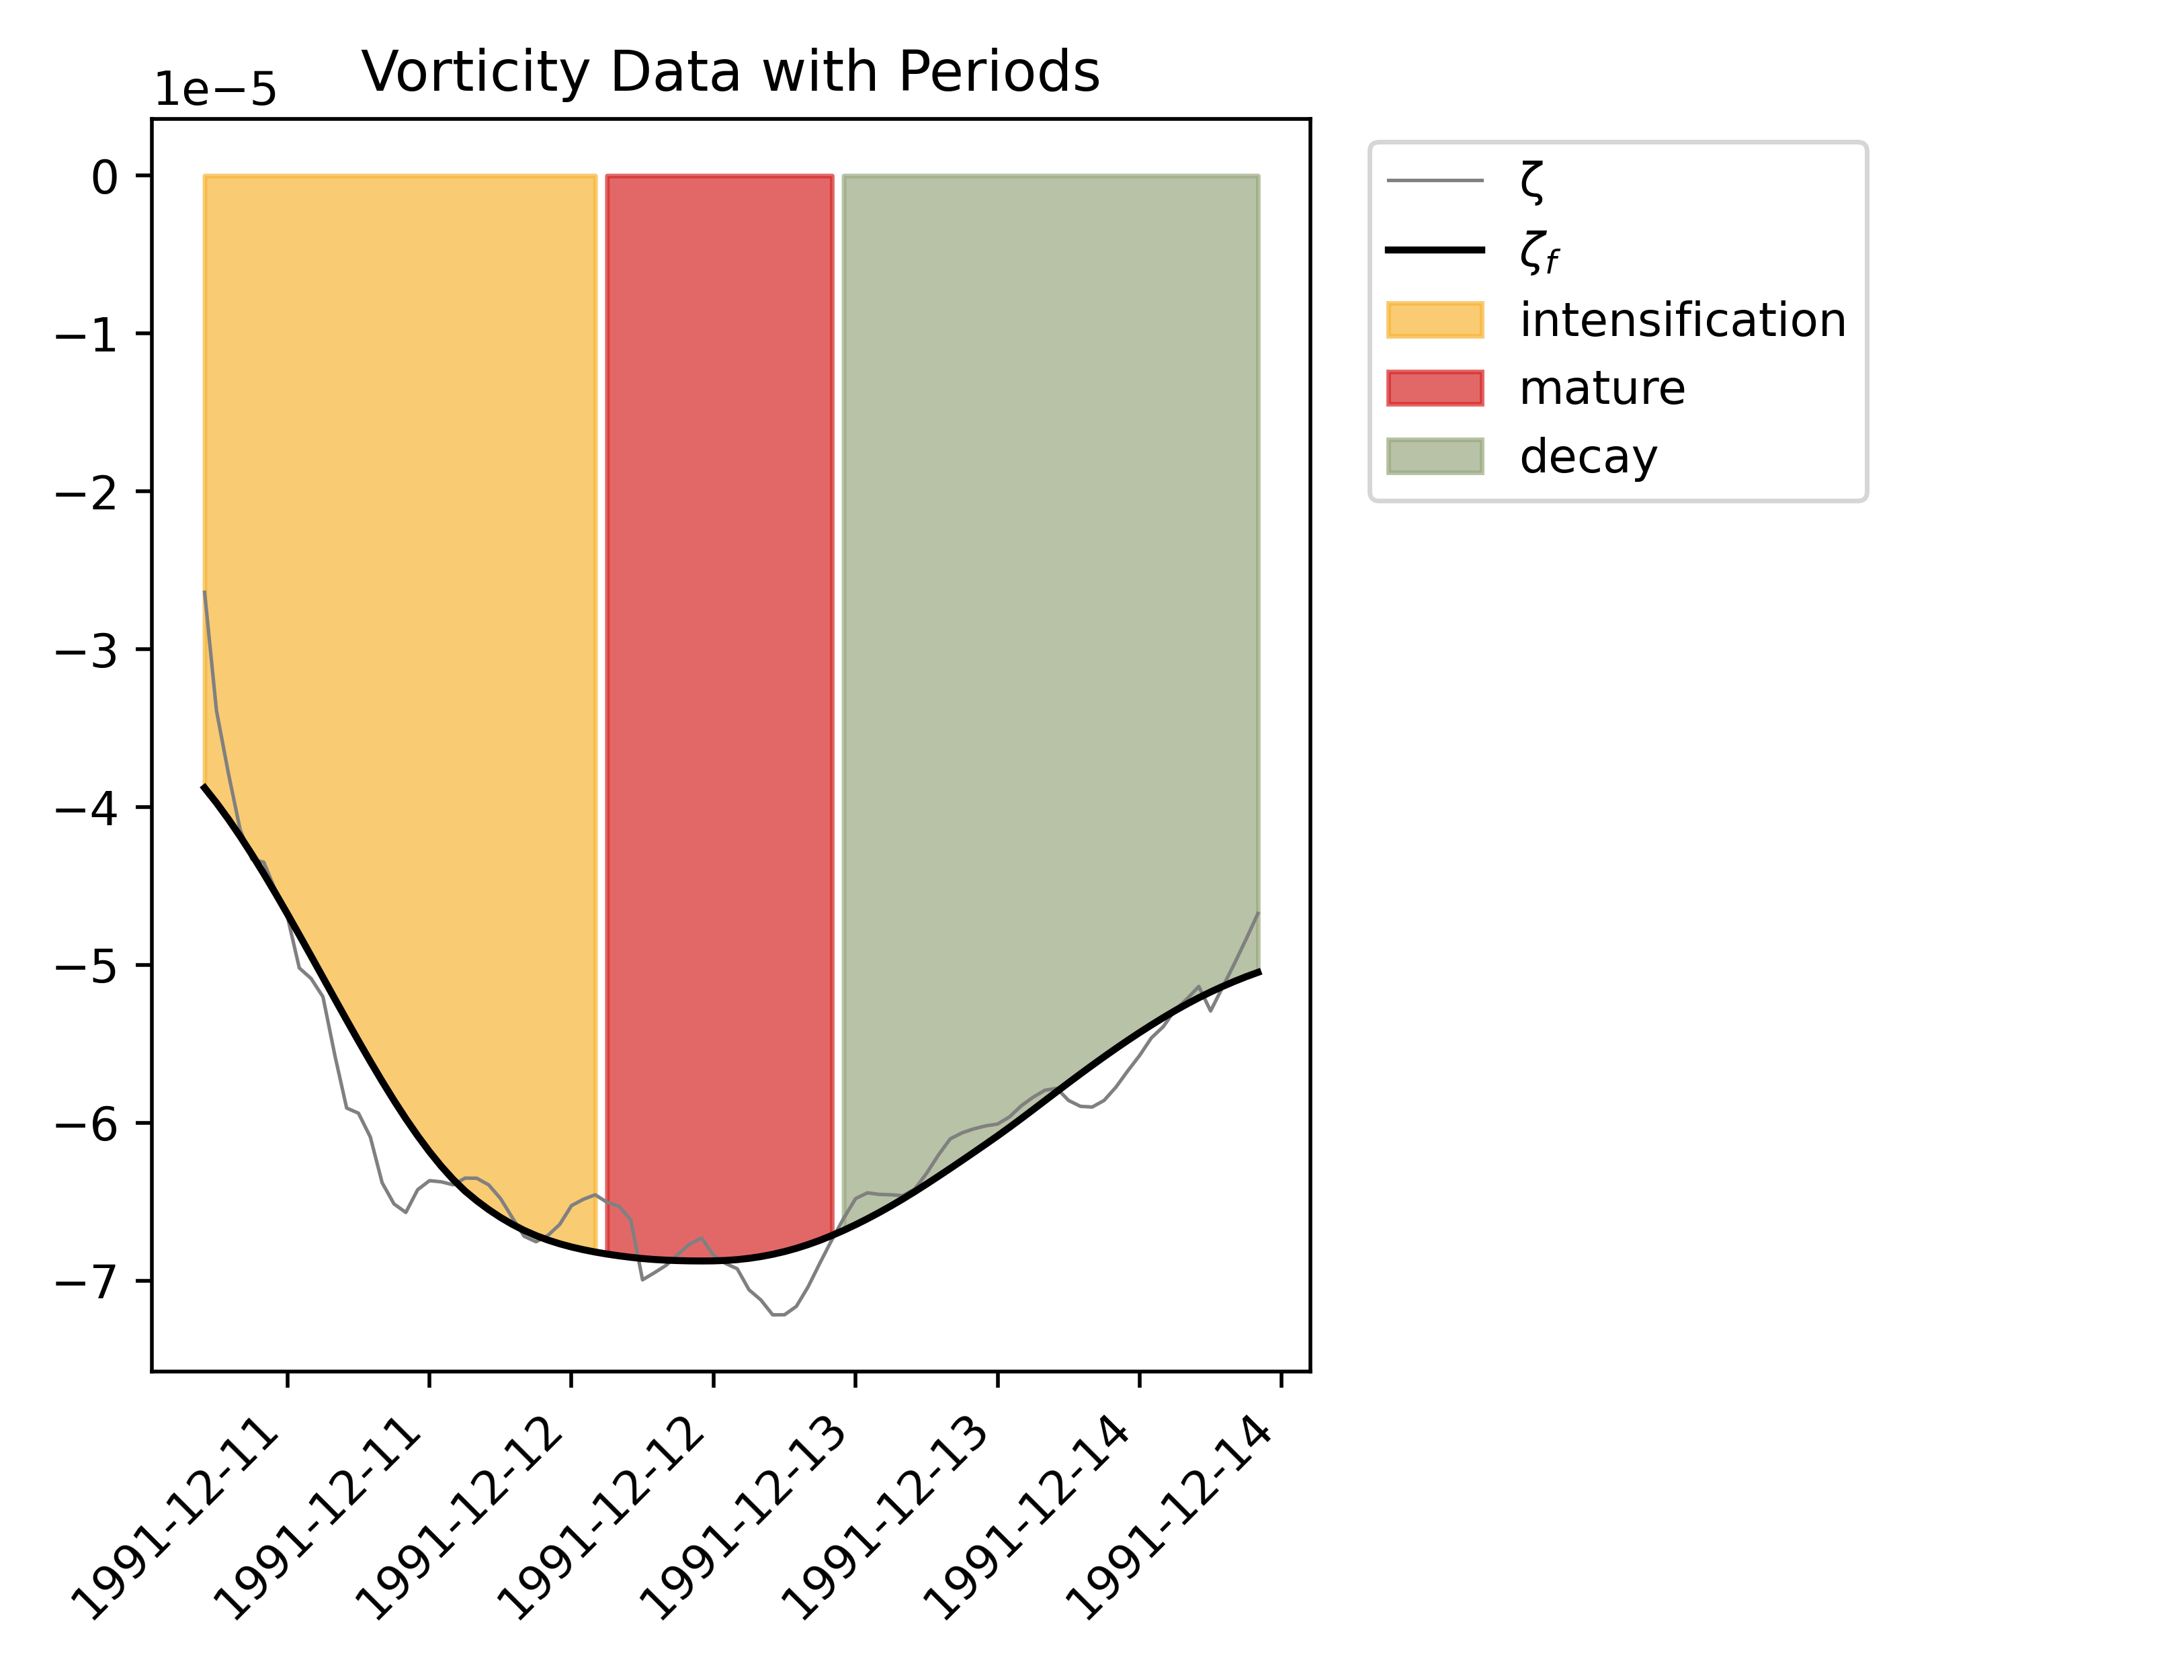 Vorticity Data with Periods
1e−5
0
−1
−2
−3
−4
−5
−6
−7
1991-12-11
1991-12-11
1991-12-12
1991-12-12
1991-12-13
1991-12-13
1991-12-14
1991-12-14
ζ
ζf
intensification
mature
decay